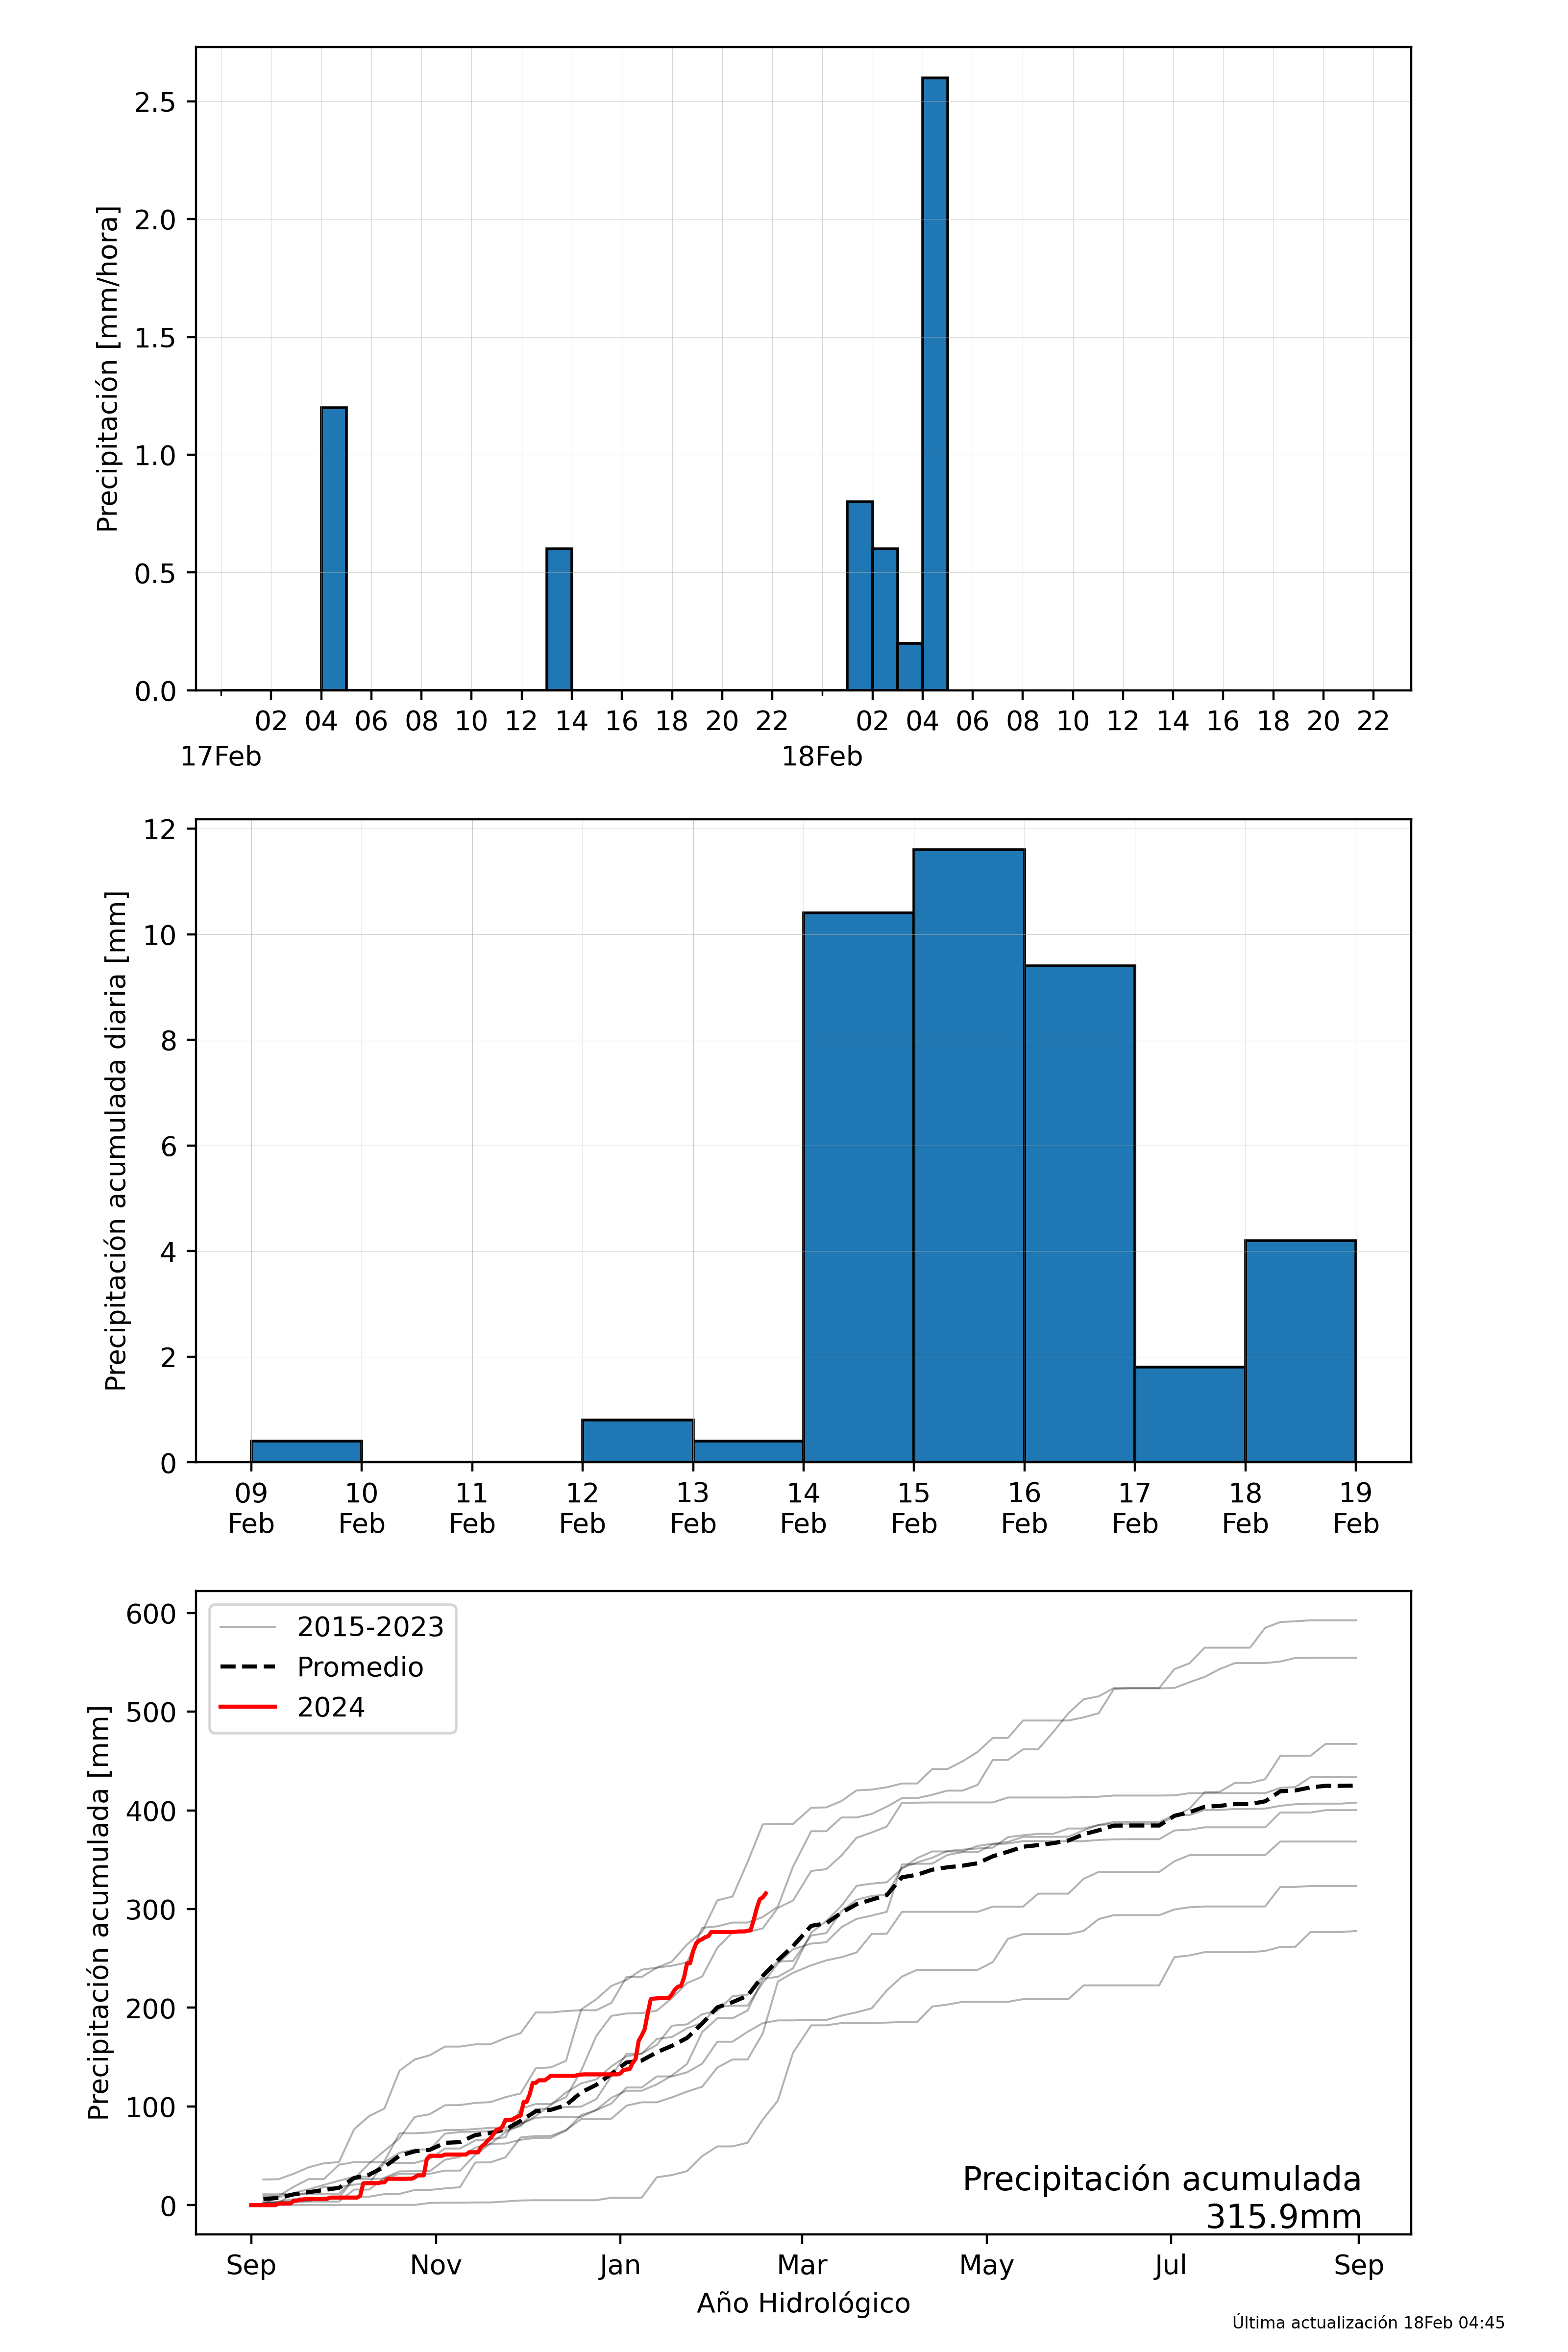 Precipitación [mm/hora]
2.5
2.0
1.5
1.0
0.5
0.0
02 04 06 08 10 12 14 16 18 20 22 02 04 06 08 10 12 14 16 18 20 22
17Feb 18Feb
Precipitación acumulada diaria [mm]
12
10
8
6
4
2
0
09 10 11 12 13 14 15 16 17 18 19
Feb Feb Feb Feb Feb Feb Feb Feb Feb Feb Feb
Precipitación acumulada [mm]
600
500
400
300
200
100
0
2015-2023
Promedio
2024
Precipitación acumulada
315.9mm
Sep Nov Jan Mar May Jul Sep
Año Hidrológico
Última actualización 18Feb 04:45